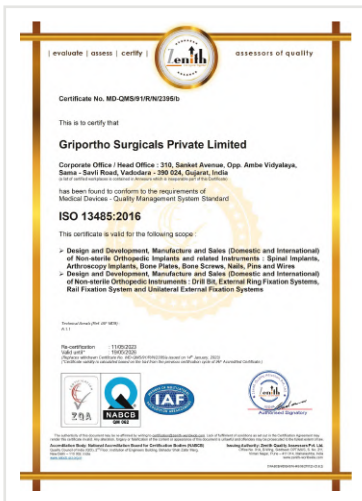 | evaluate | assess | certify |
Zenith
assessors of quality
Certificate No. MD-QMS/91/R/N/2395/b
This is to certify that
Griportho Surgicals Private Limited
Corporate Office / Head Office : 310, Sanket Avenue, Opp. Ambe Vidyalaya,
Sama - Savli Road, Vadodara - 390 024, Gujarat, India
has been found to conform to the requirements of
Medical Devices - Quality Management System Standard
ISO 13485:2016
This certificate is valid for the following scope :
➢ Design and Development, Manufacture and Sales (Domestic and International)
of Non-sterile Orthopedic Implants and related Instruments : Spinal Implants,
Arthroscopy Implants, Bone Plates, Bone Screws, Nails, Pins and Wires
➢ Design and Development, Manufacture and Sales (Domestic and International)
of Non-sterile Orthopedic Instruments : Drill Bit, External Ring Fixation Systems,
Rail Fixation System and Unilateral External Fixation Systems
Re-certification : 11/05/2023
Valid until* : 19/05/2026
ZQA
NABCB
QM 062
IAF
Authorised Signatory